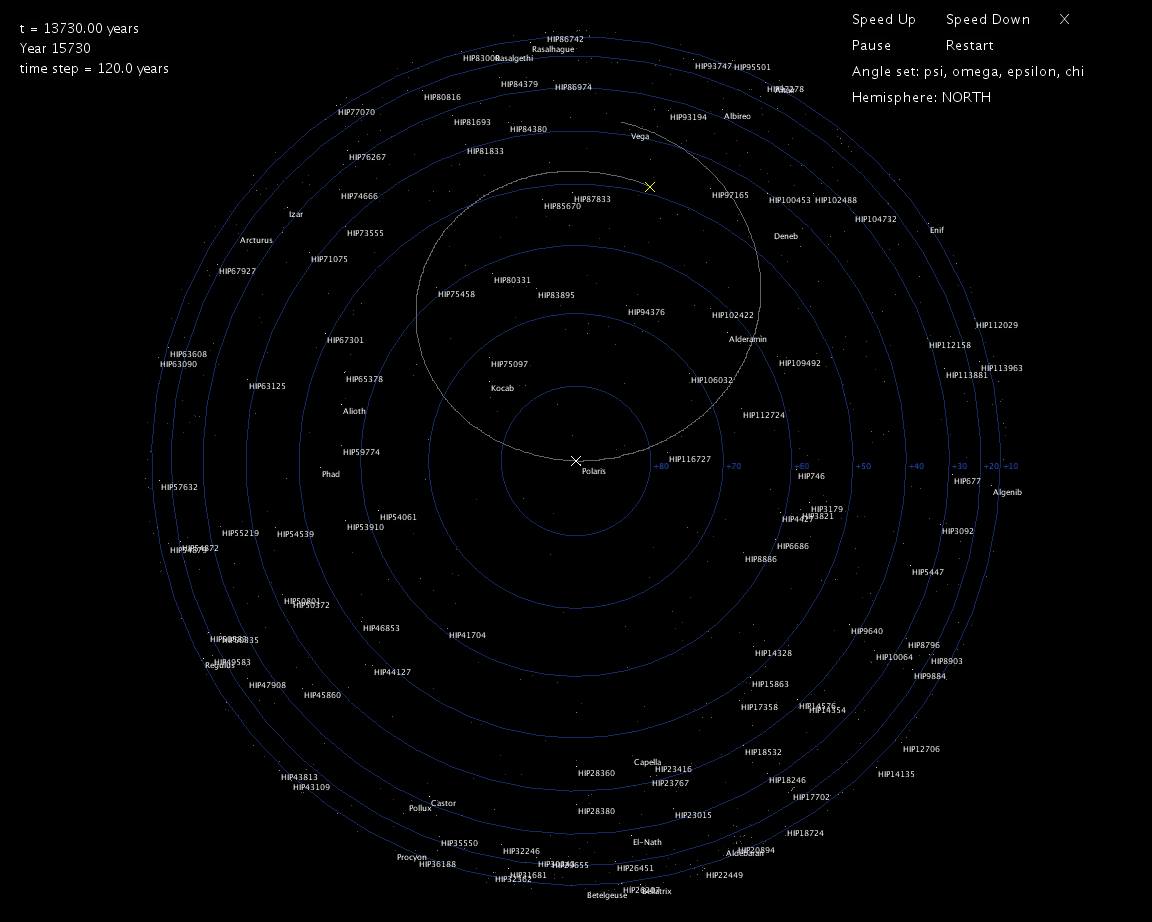 t = 13730.00 years
Year 15730
time step = 120.0 years
Speed Up Speed Down X
Pause Restart
Angle set: psi, omega, epsilon, chi
Hemisphere: NORTH
HIP86742
Rasalhague
Rasalgethi
HIP93747 HIP95501
HIP84379 HIP86974
HIP80816
HIP77070 HIP93194 Albireo
HIP81693 HIP84380 Vega
HIP81833
HIP76267
HIP74666 HIP97165 HIP100453 HIP102488
HIP87833
HIP85670
Izar HIP104732
HIP73555 Deneb Enif
Arcturus
HIP71075
HIP67927
HIP80331
HIP75458 HIP83895
HIP94376 HIP102422
HIP112029
HIP67301 Alderamin HIP112158
HIP63608
HIP63090 HIP75097 HIP109492 HIP113963
HIP65378 HIP106032 HIP113881
HIP63125 Kocab
Alioth HIP112724
HIP59774 HIP116727
+80 +70 +60 +50 +40 +30 +20 +10
Phad Polaris HIP746 HIP677
HIP57632 Algenib
HIP54061 HIP3179
HIP53910 HIP4427 HIP3821
HIP55219 HIP54539 HIP3092
HIP54872 HIP6686
HIP8886 HIP5447
HIP50801
HIP50372
HIP46853 HIP41704 HIP9640
HIP8796
HIP14328 HIP10064 HIP8903
HIP49583
Regulus
HIP44127 HIP9884
HIP47908 HIP15863
HIP45860 HIP17358 HIP14576
HIP14354
HIP18532 HIP12706
Capella
HIP28360 HIP23416 HIP14135
HIP43813 HIP23767 HIP18246
HIP43109 HIP17702
Castor
Pollux HIP28380 HIP23015
HIP18724
HIP35550 El-Nath
HIP32246 HIP20894
Procyon Aldebaran
HIP36188 HIP26451
HIP31681 HIP22449
HIP32362
Betelgeuse Bellatrix